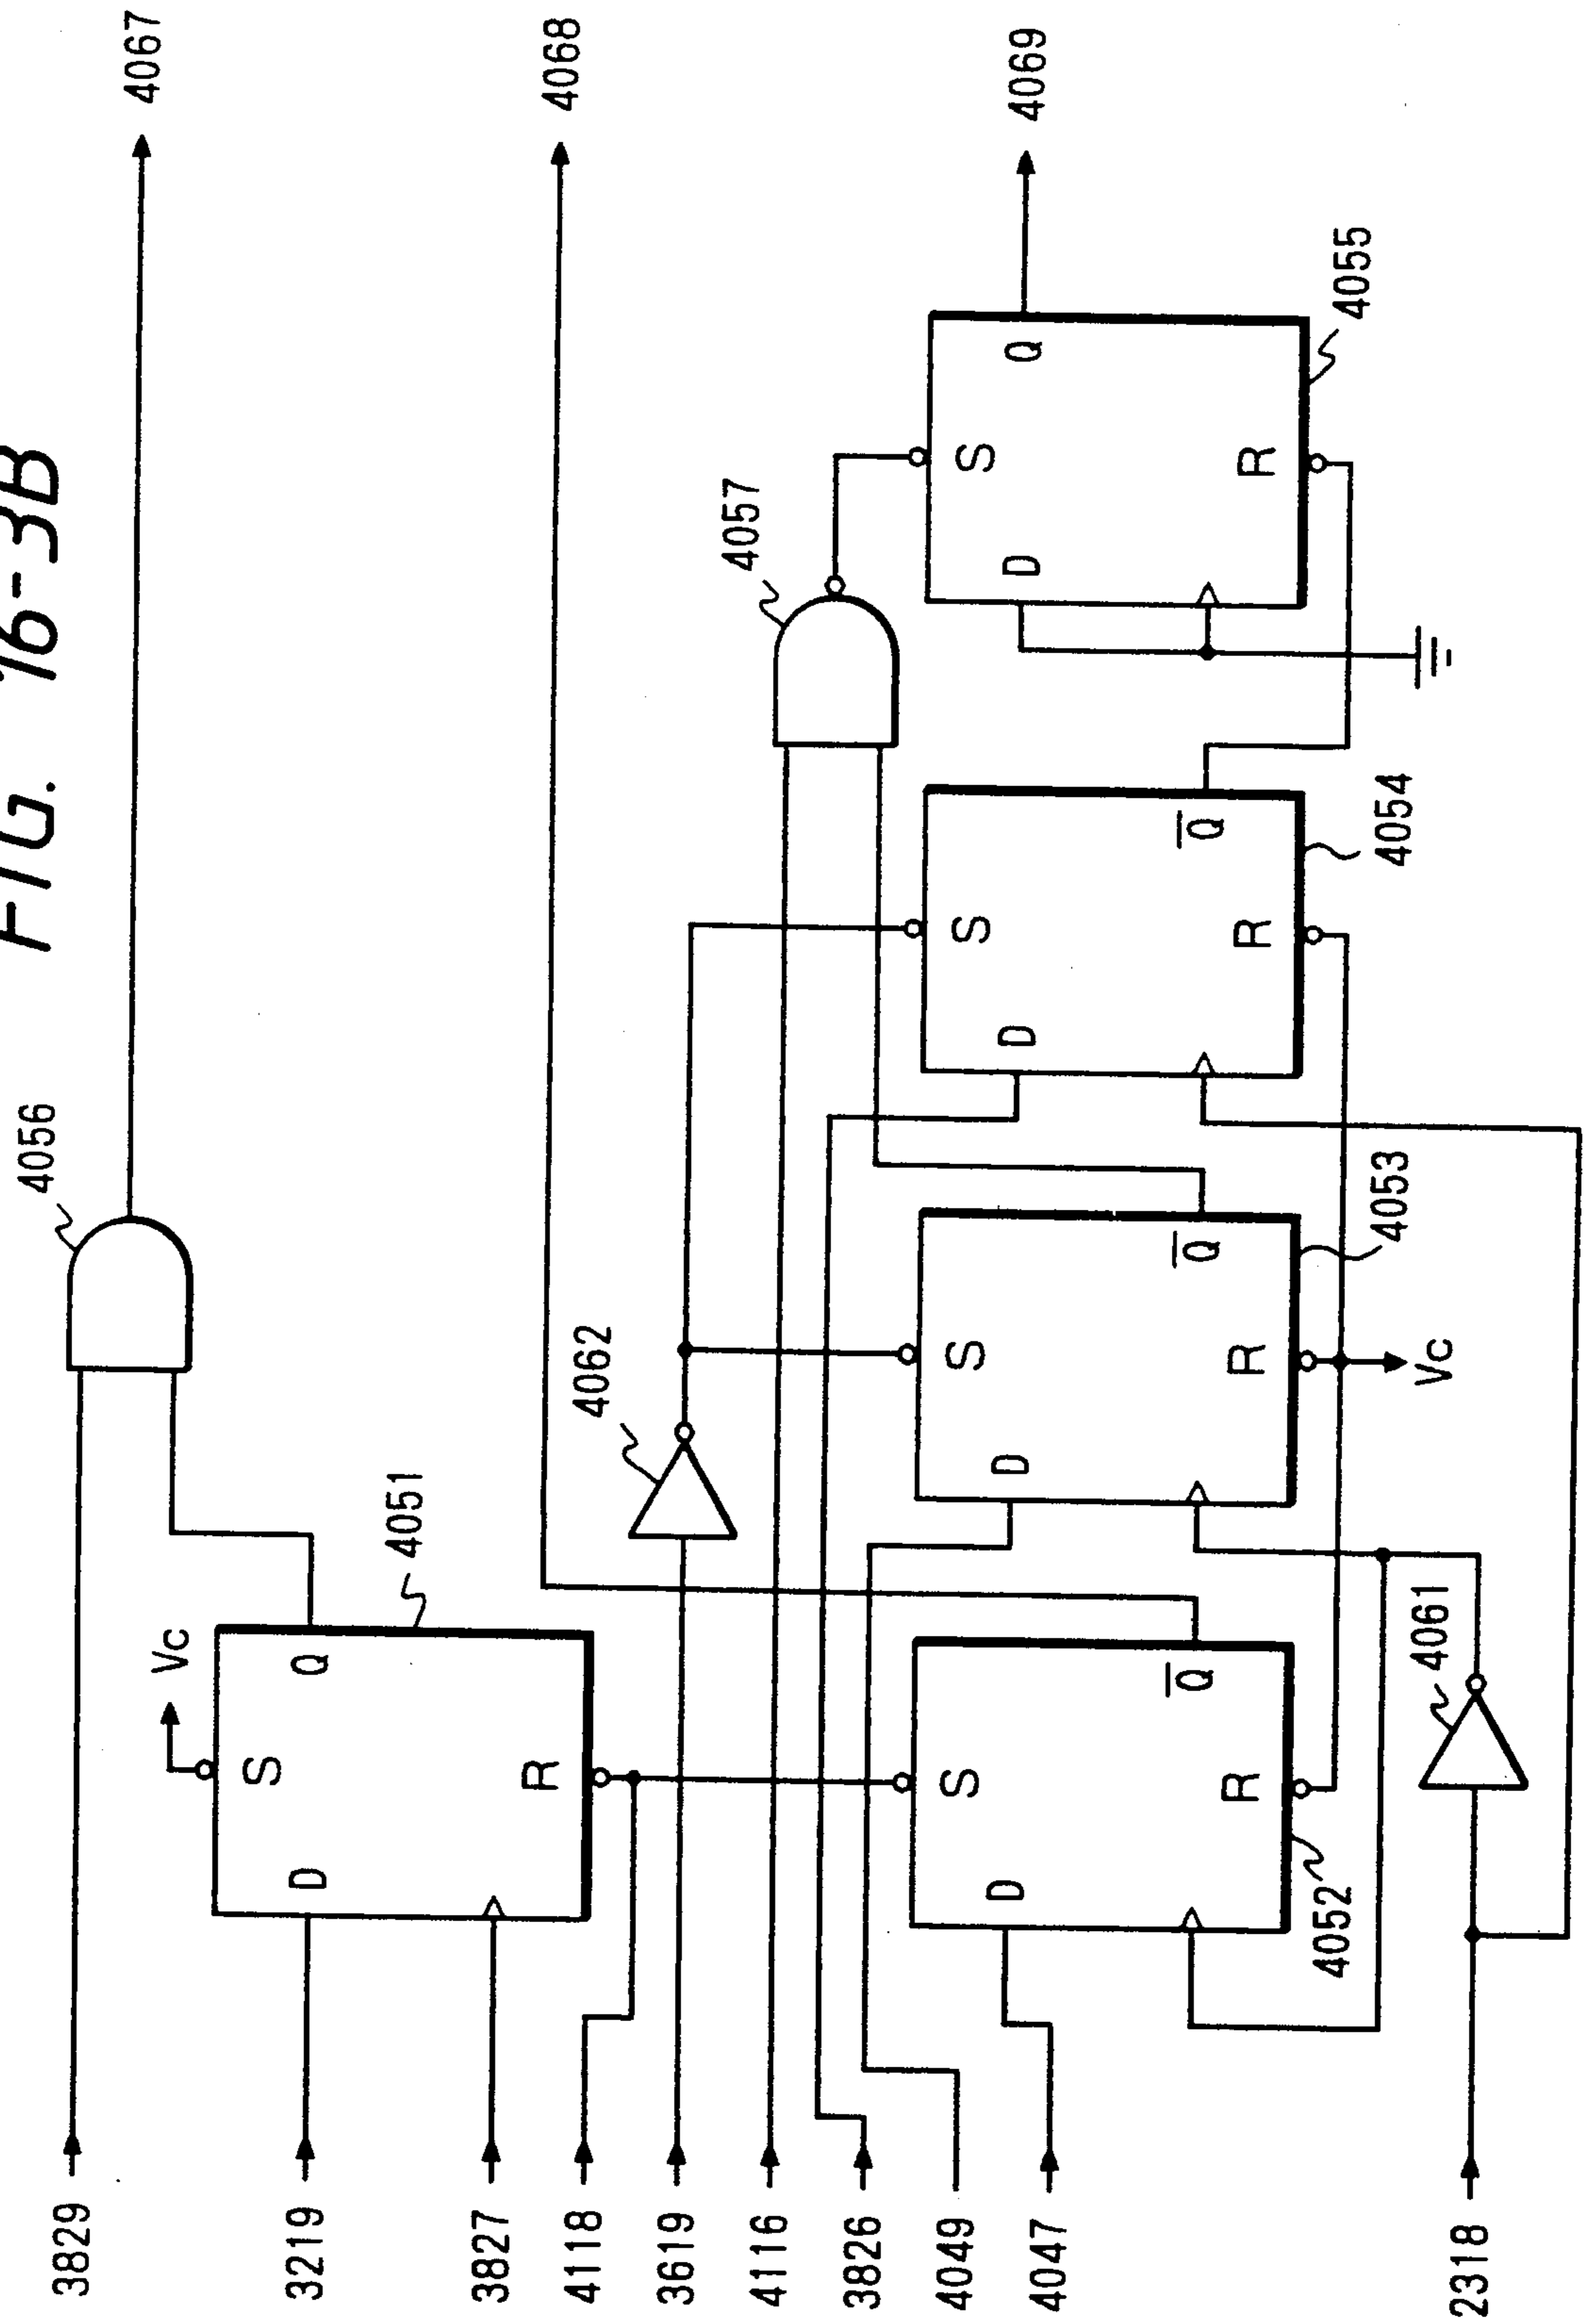 FIG. 16-3B
3829
3219
3827
4118
3619
4116
3826
4049
4047
2318
4056
4067
Vc
S
D
Q
R
4051
4068
4062
4057
S
D
Q
R
4052
S
D
Q
R
4053
Vc
S
D
Q
R
4054
S
D
Q
R
4055
4069
4061